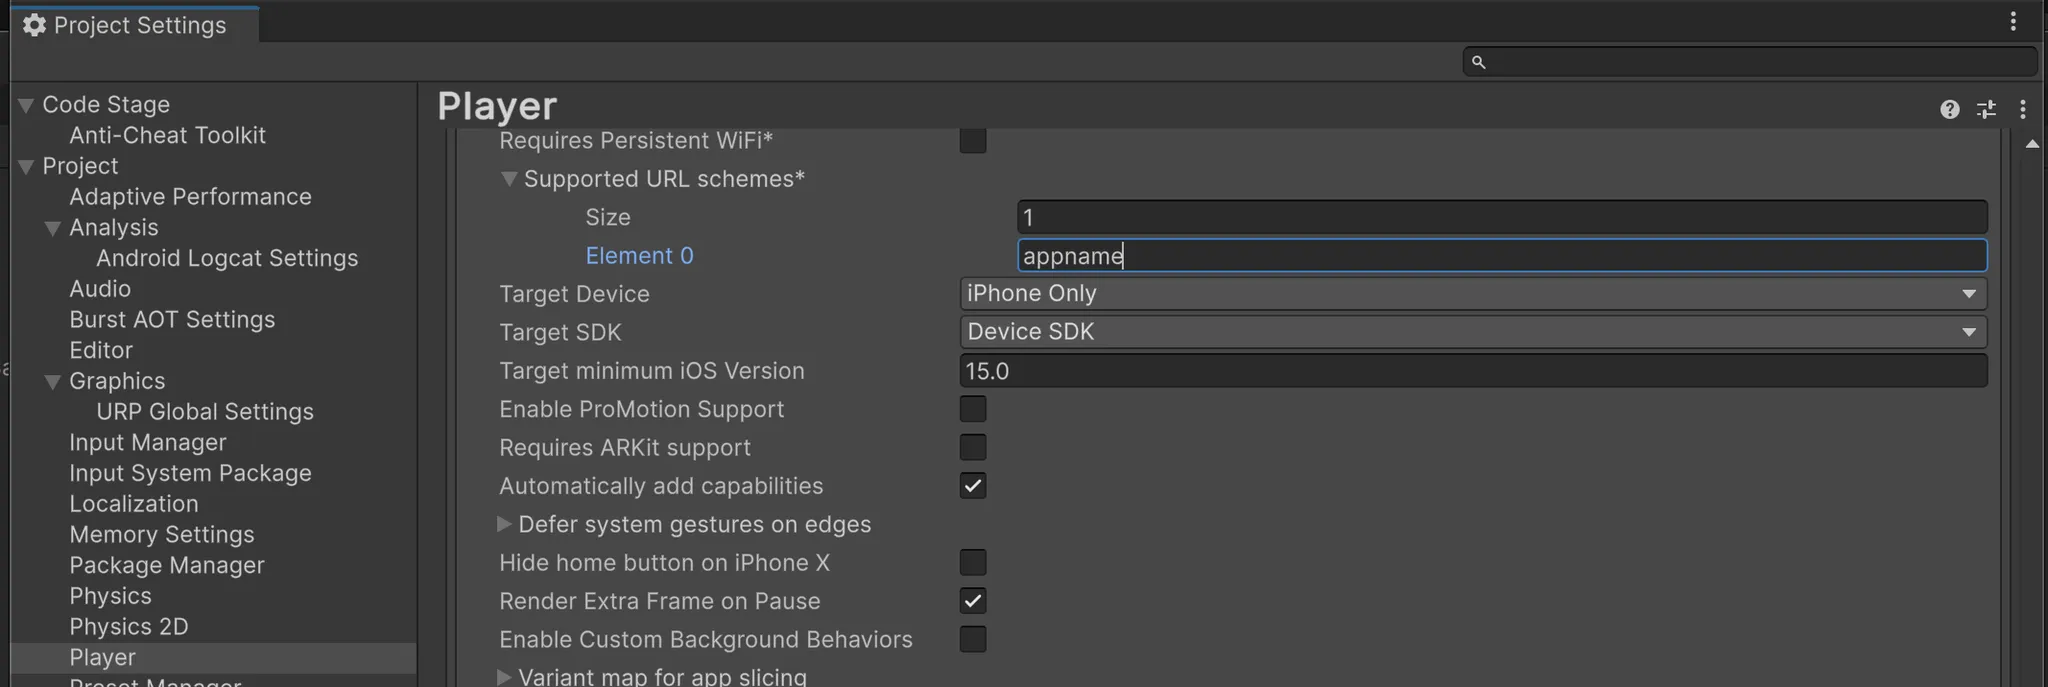 Project Settings
Code Stage
Anti-Cheat Toolkit
Project
Adaptive Performance
Analysis
Android Logcat Settings
Audio
Burst AOT Settings
Editor
Graphics
URP Global Settings
Input Manager
Input System Package
Localization
Memory Settings
Package Manager
Physics
Physics 2D
Player
Preset Manager
Player
Requires Persistent WiFi*
Supported URL schemes*
Size 1
Element 0 appname
Target Device iPhone Only
Target SDK Device SDK
Target minimum iOS Version 15.0
Enable ProMotion Support
Requires ARKit support
Automatically add capabilities
Defer system gestures on edges
Hide home button on iPhone X
Render Extra Frame on Pause
Enable Custom Background Behaviors
Variant map for app slicing